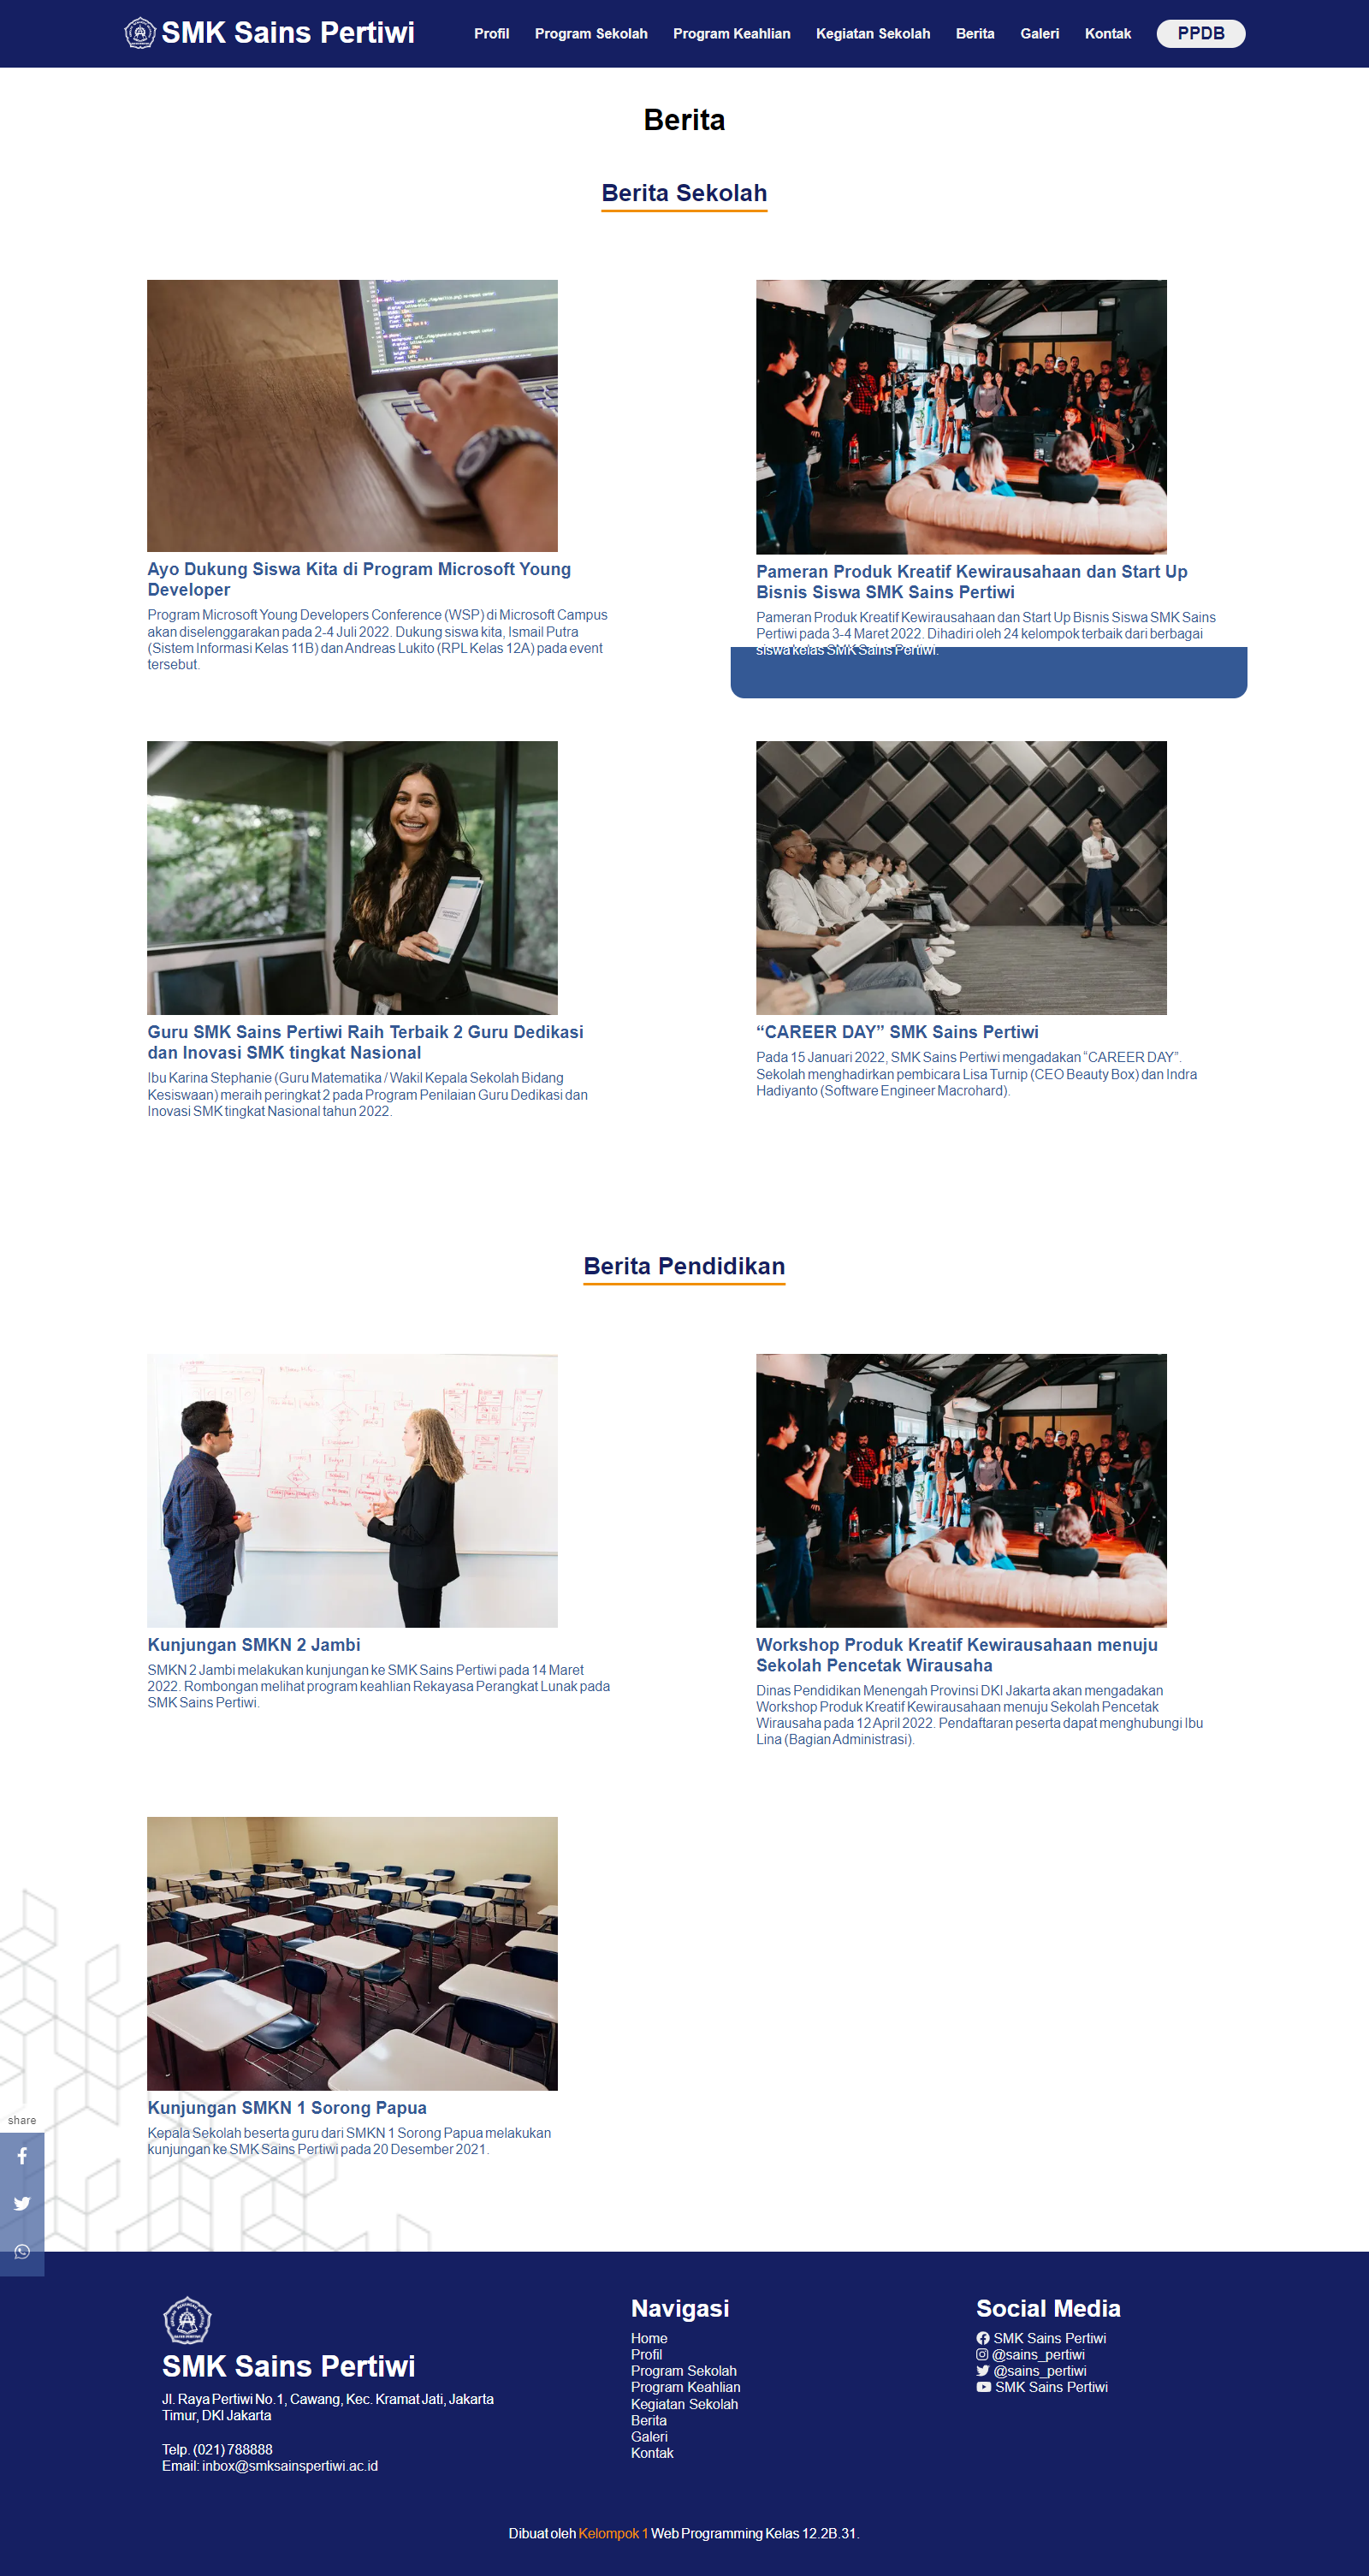 SMK Sains Pertiwi
Profil
Program Sekolah
Program Keahlian
Kegiatan Sekolah
Berita
Galeri
Kontak
PPDB
Berita
Berita Sekolah
Ayo Dukung Siswa Kita di Program Microsoft Young
Developer
Program Microsoft Young Developers Conference (WSP) di Microsoft Campus
akan diselenggarakan pada 2-4 Juli 2022. Dukung siswa kita, Ismail Putra
(Sistem Informasi Kelas 11B) dan Andreas Lukito (RPL Kelas 12A) pada event
tersebut.
Pameran Produk Kreatif Kewirausahaan dan Start Up
Bisnis Siswa SMK Sains Pertiwi
Pameran Produk Kreatif Kewirausahaan dan Start Up Bisnis Siswa SMK Sains
Pertiwi pada 3-4 Maret 2022. Dihadiri oleh 24 kelompok terbaik dari berbagai
siswa kelas SMK Sains Pertiwi.
Guru SMK Sains Pertiwi Raih Terbaik 2 Guru Dedikasi
dan Inovasi SMK tingkat Nasional
Ibu Karina Stephanie (Guru Matematika / Wakil Kepala Sekolah Bidang
Kesiswaan) meraih peringkat 2 pada Program Penilaian Guru Dedikasi dan
Inovasi SMK tingkat Nasional tahun 2022.
“CAREER DAY” SMK Sains Pertiwi
Pada 15 Januari 2022, SMK Sains Pertiwi mengadakan “CAREER DAY”.
Sekolah menghadirkan pembicara Lisa Turnip (CEO Beauty Box) dan Indra
Hadiyanto (Software Engineer Macrohard).
Berita Pendidikan
Kunjungan SMKN 2 Jambi
SMKN 2 Jambi melakukan kunjungan ke SMK Sains Pertiwi pada 14 Maret
2022. Rombongan melihat program keahlian Rekayasa Perangkat Lunak pada
SMK Sains Pertiwi.
Workshop Produk Kreatif Kewirausahaan menuju
Sekolah Pencetak Wirausaha
Dinas Pendidikan Menengah Provinsi DKI Jakarta akan mengadakan
Workshop Produk Kreatif Kewirausahaan menuju Sekolah Pencetak
Wirausaha pada 12 April 2022. Pendaftaran peserta dapat menghubungi Ibu
Lina (Bagian Administrasi).
Kunjungan SMKN 1 Sorong Papua
Kepala Sekolah beserta guru dari SMKN 1 Sorong Papua melakukan
kunjungan ke SMK Sains Pertiwi pada 20 Desember 2021.
share
SMK Sains Pertiwi
Jl. Raya Pertiwi No.1, Cawang, Kec. Kramat Jati, Jakarta
Timur, DKI Jakarta
Telp. (021) 788888
Email: inbox@smksainspertiwi.ac.id
Navigasi
Home
Profil
Program Sekolah
Program Keahlian
Kegiatan Sekolah
Berita
Galeri
Kontak
Social Media
SMK Sains Pertiwi
@sains_pertiwi
@sains_pertiwi
SMK Sains Pertiwi
Dibuat oleh Kelompok 1 Web Programming Kelas 12.2B.31.